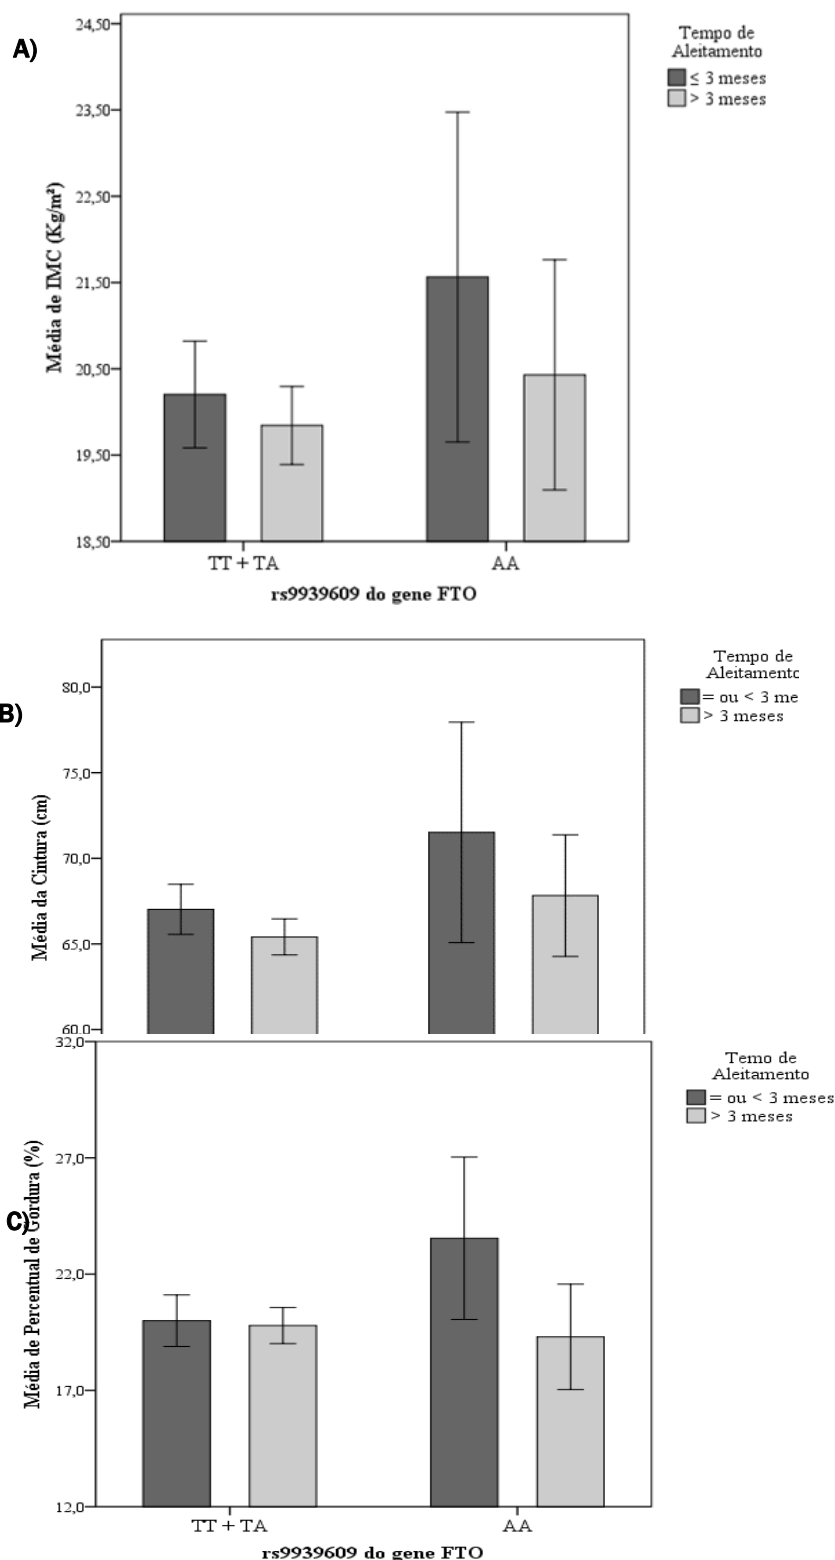 A)
24,50
23,50
22,50
21,50
20,50
19,50
18,50
Média de IMC (Kg/m²)
TT + TA
AA
rs9939609 do gene FTO
Tempo de
Aleitamento
≤ 3 meses
> 3 meses
B)
80,0
75,0
70,0
65,0
60,0
Média da Cintura (cm)
Tempo de
Aleitamento
= ou < 3 me
> 3 meses
C)
32,0
27,0
22,0
17,0
12,0
Média de Percentual de Gordura (%)
TT + TA
AA
rs9939609 do gene FTO
Temo de
Aleitamento
= ou < 3 meses
> 3 meses